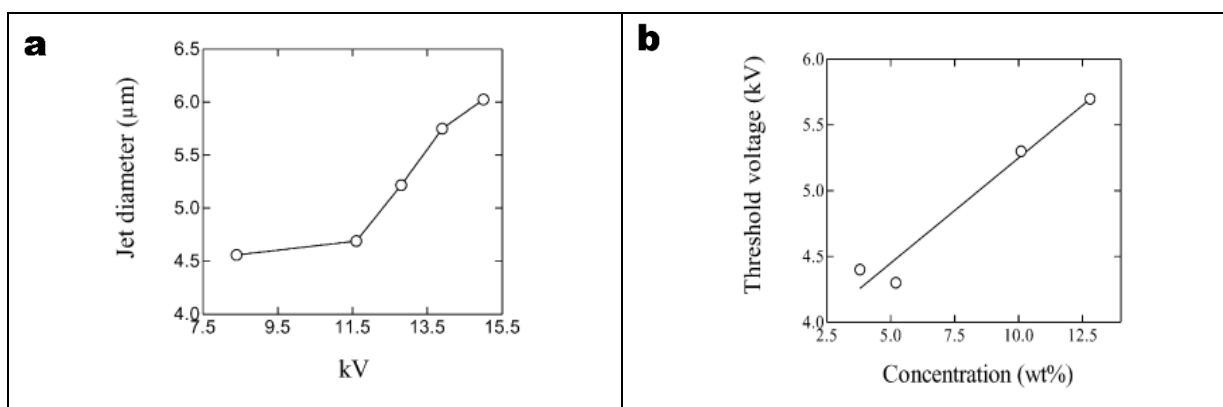 a
Jet diameter (µm)
6.5
6.0
5.5
5.0
4.5
4.0
7.5 9.5 11.5 13.5 15.5
kV
b
Threshold voltage (kV)
6.0
5.5
5.0
4.5
4.0
2.5 5.0 7.5 10.0 12.5
Concentration (wt%)